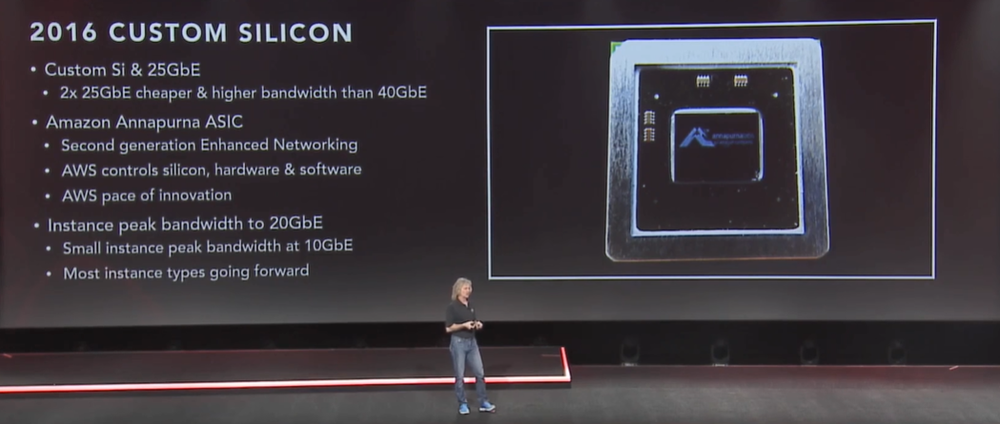 2016 CUSTOM SILICON
• Custom Si & 25GbE
• 2x 25GbE cheaper & higher bandwidth than 40GbE
• Amazon Annapurna ASIC
• Second generation Enhanced Networking
• AWS controls silicon, hardware & software
• AWS pace of innovation
• Instance peak bandwidth to 20GbE
• Small instance peak bandwidth at 10GbE
• Most instance types going forward
annapurna